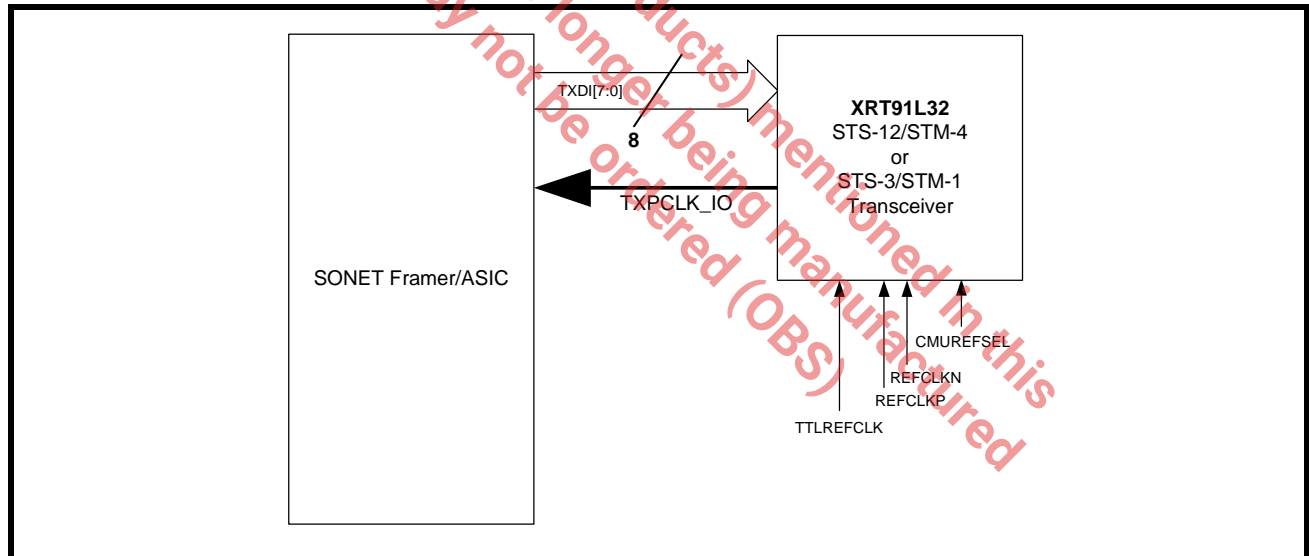 TXDI[7:0]
8
TXPCLK_IO
SONET Framer/ASIC
XRT91L32
STS-12/STM-4
or
STS-3/STM-1
Transceiver
CMUREFSEL
REFCLKN
REFCLKP
TTLREFCLK
ducts) mentioned in this
longer being manufactured
y not be ordered (OBS)